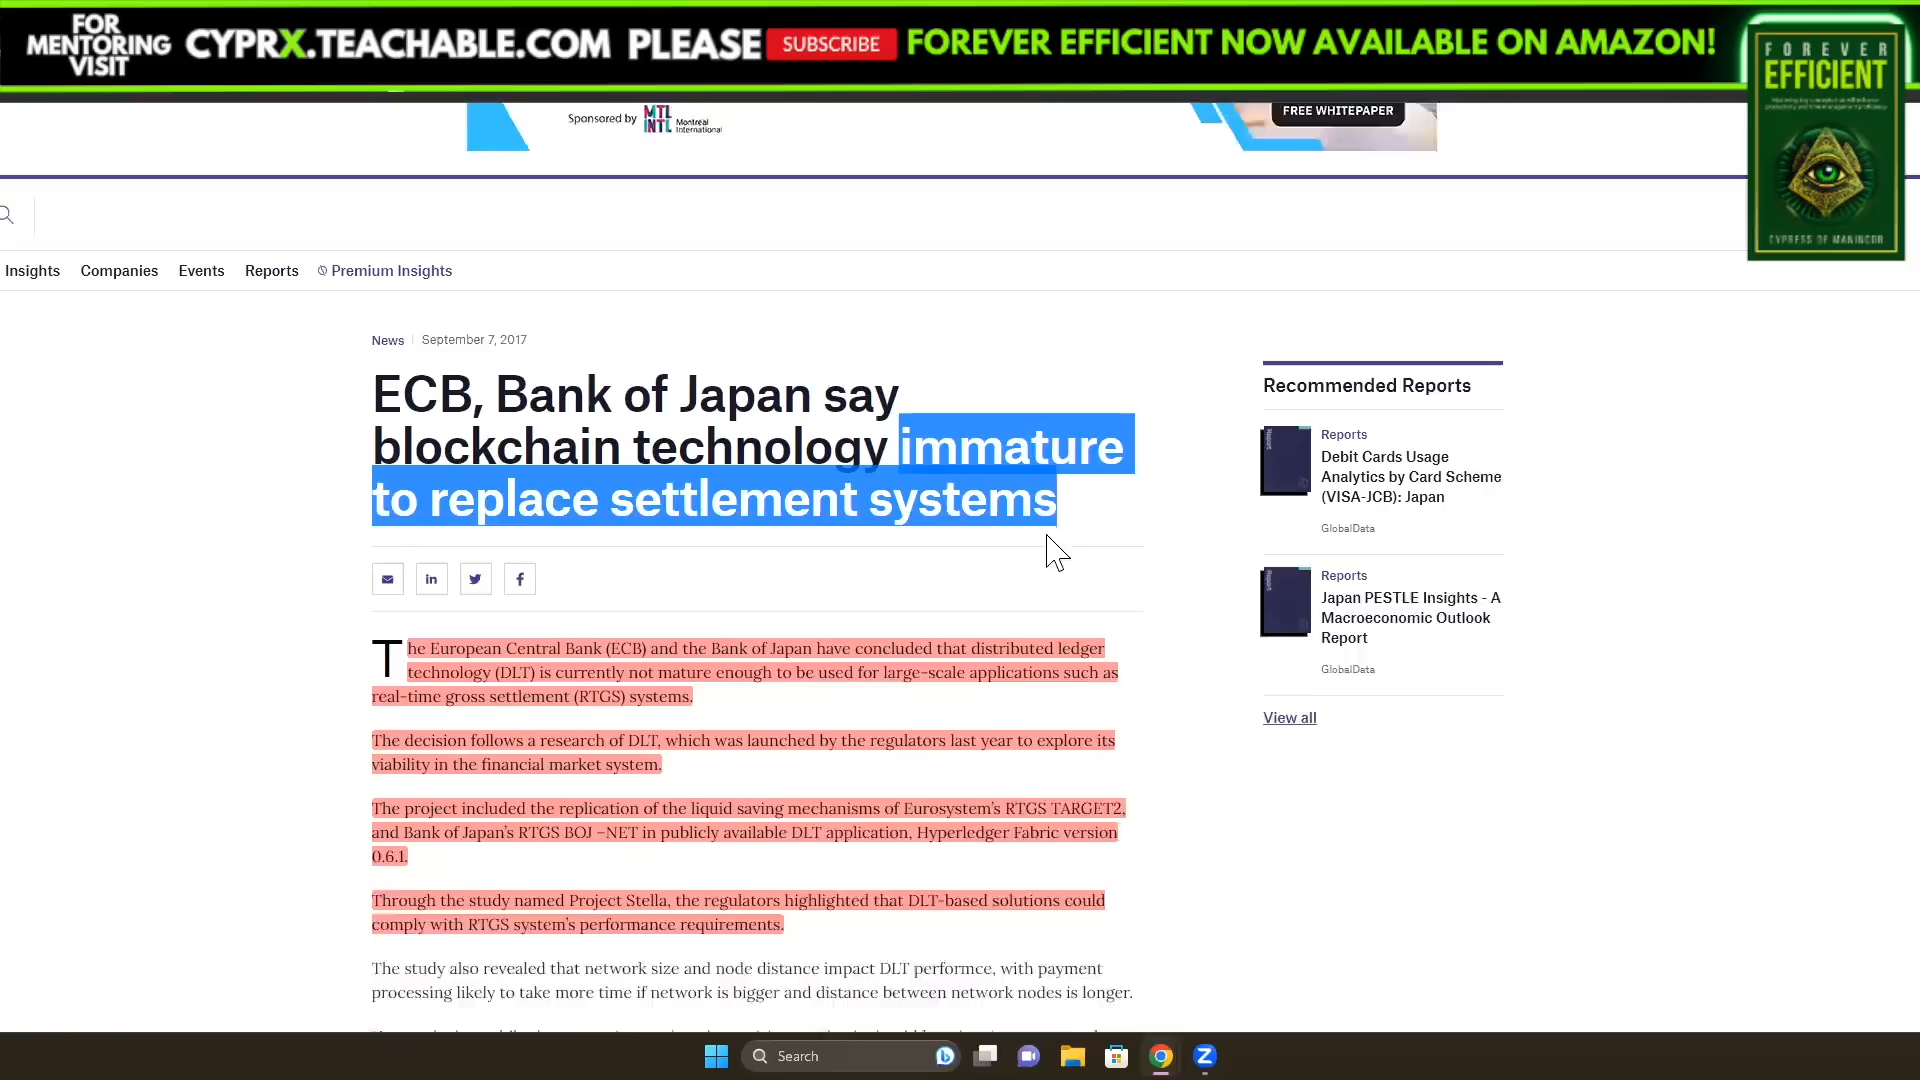 FOR
MENTORING
VISIT
CYPRX.TEACHABLE.COM PLEASE SUBSCRIBE FOREVER EFFICIENT NOW AVAILABLE ON AMAZON!
FOREVER
EFFICIENT
CYPRESS OF MANINCOR
Sponsored by MTL INTL Montréal International
FREE WHITEPAPER
Insights Companies Events Reports Premium Insights
News September 7, 2017
ECB, Bank of Japan say
blockchain technology immature
to replace settlement systems
The European Central Bank (ECB) and the Bank of Japan have concluded that distributed ledger
technology (DLT) is currently not mature enough to be used for large-scale applications such as
real-time gross settlement (RTGS) systems.
The decision follows a research of DLT, which was launched by the regulators last year to explore its
viability in the financial market system.
The project included the replication of the liquid saving mechanisms of Eurosystem's RTGS TARGET2,
and Bank of Japan's RTGS BOJ –NET in publicly available DLT application, Hyperledger Fabric version
0.6.1.
Through the study named Project Stella, the regulators highlighted that DLT-based solutions could
comply with RTGS system's performance requirements.
The study also revealed that network size and node distance impact DLT performce, with payment
processing likely to take more time if network is bigger and distance between network nodes is longer.
Recommended Reports
Reports
Debit Cards Usage
Analytics by Card Scheme
(VISA-JCB): Japan
GlobalData
Reports
Japan PESTLE Insights - A
Macroeconomic Outlook
Report
GlobalData
View all
Search